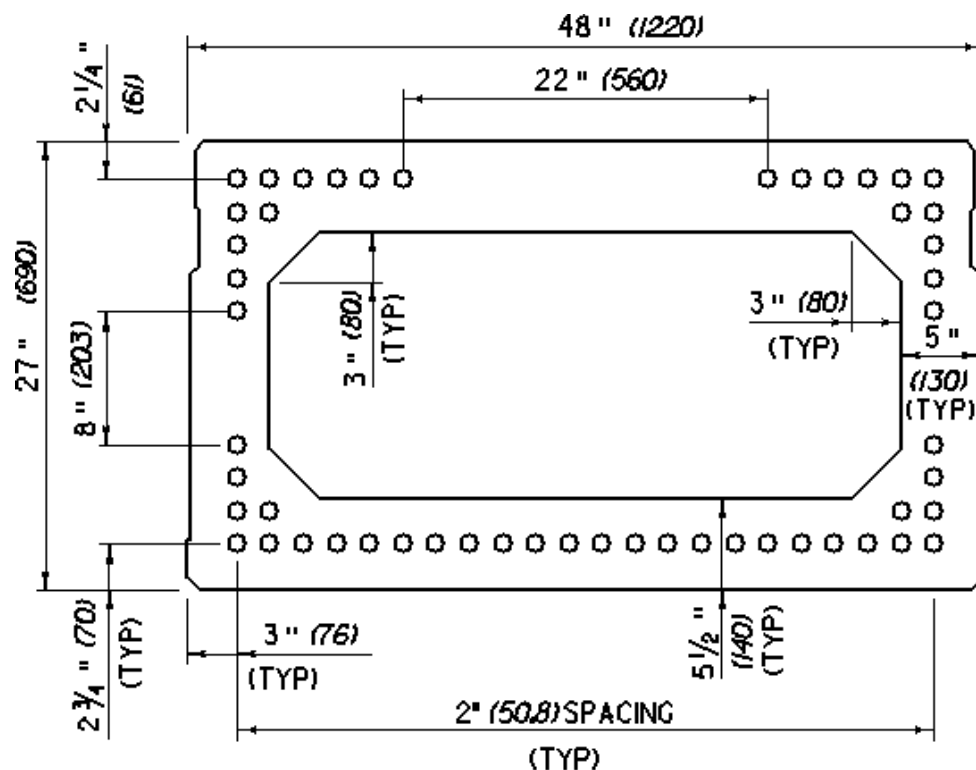 48" (1220)
22" (560)
2 1/4"
(61)
27" (690)
8" (203)
3" (80)
(TYP)
3" (80)
(TYP)
5"
(130)
(TYP)
2 3/4" (70)
(TYP)
3" (76)
(TYP)
5 1/2"
(140)
(TYP)
2" (50.8) SPACING
(TYP)